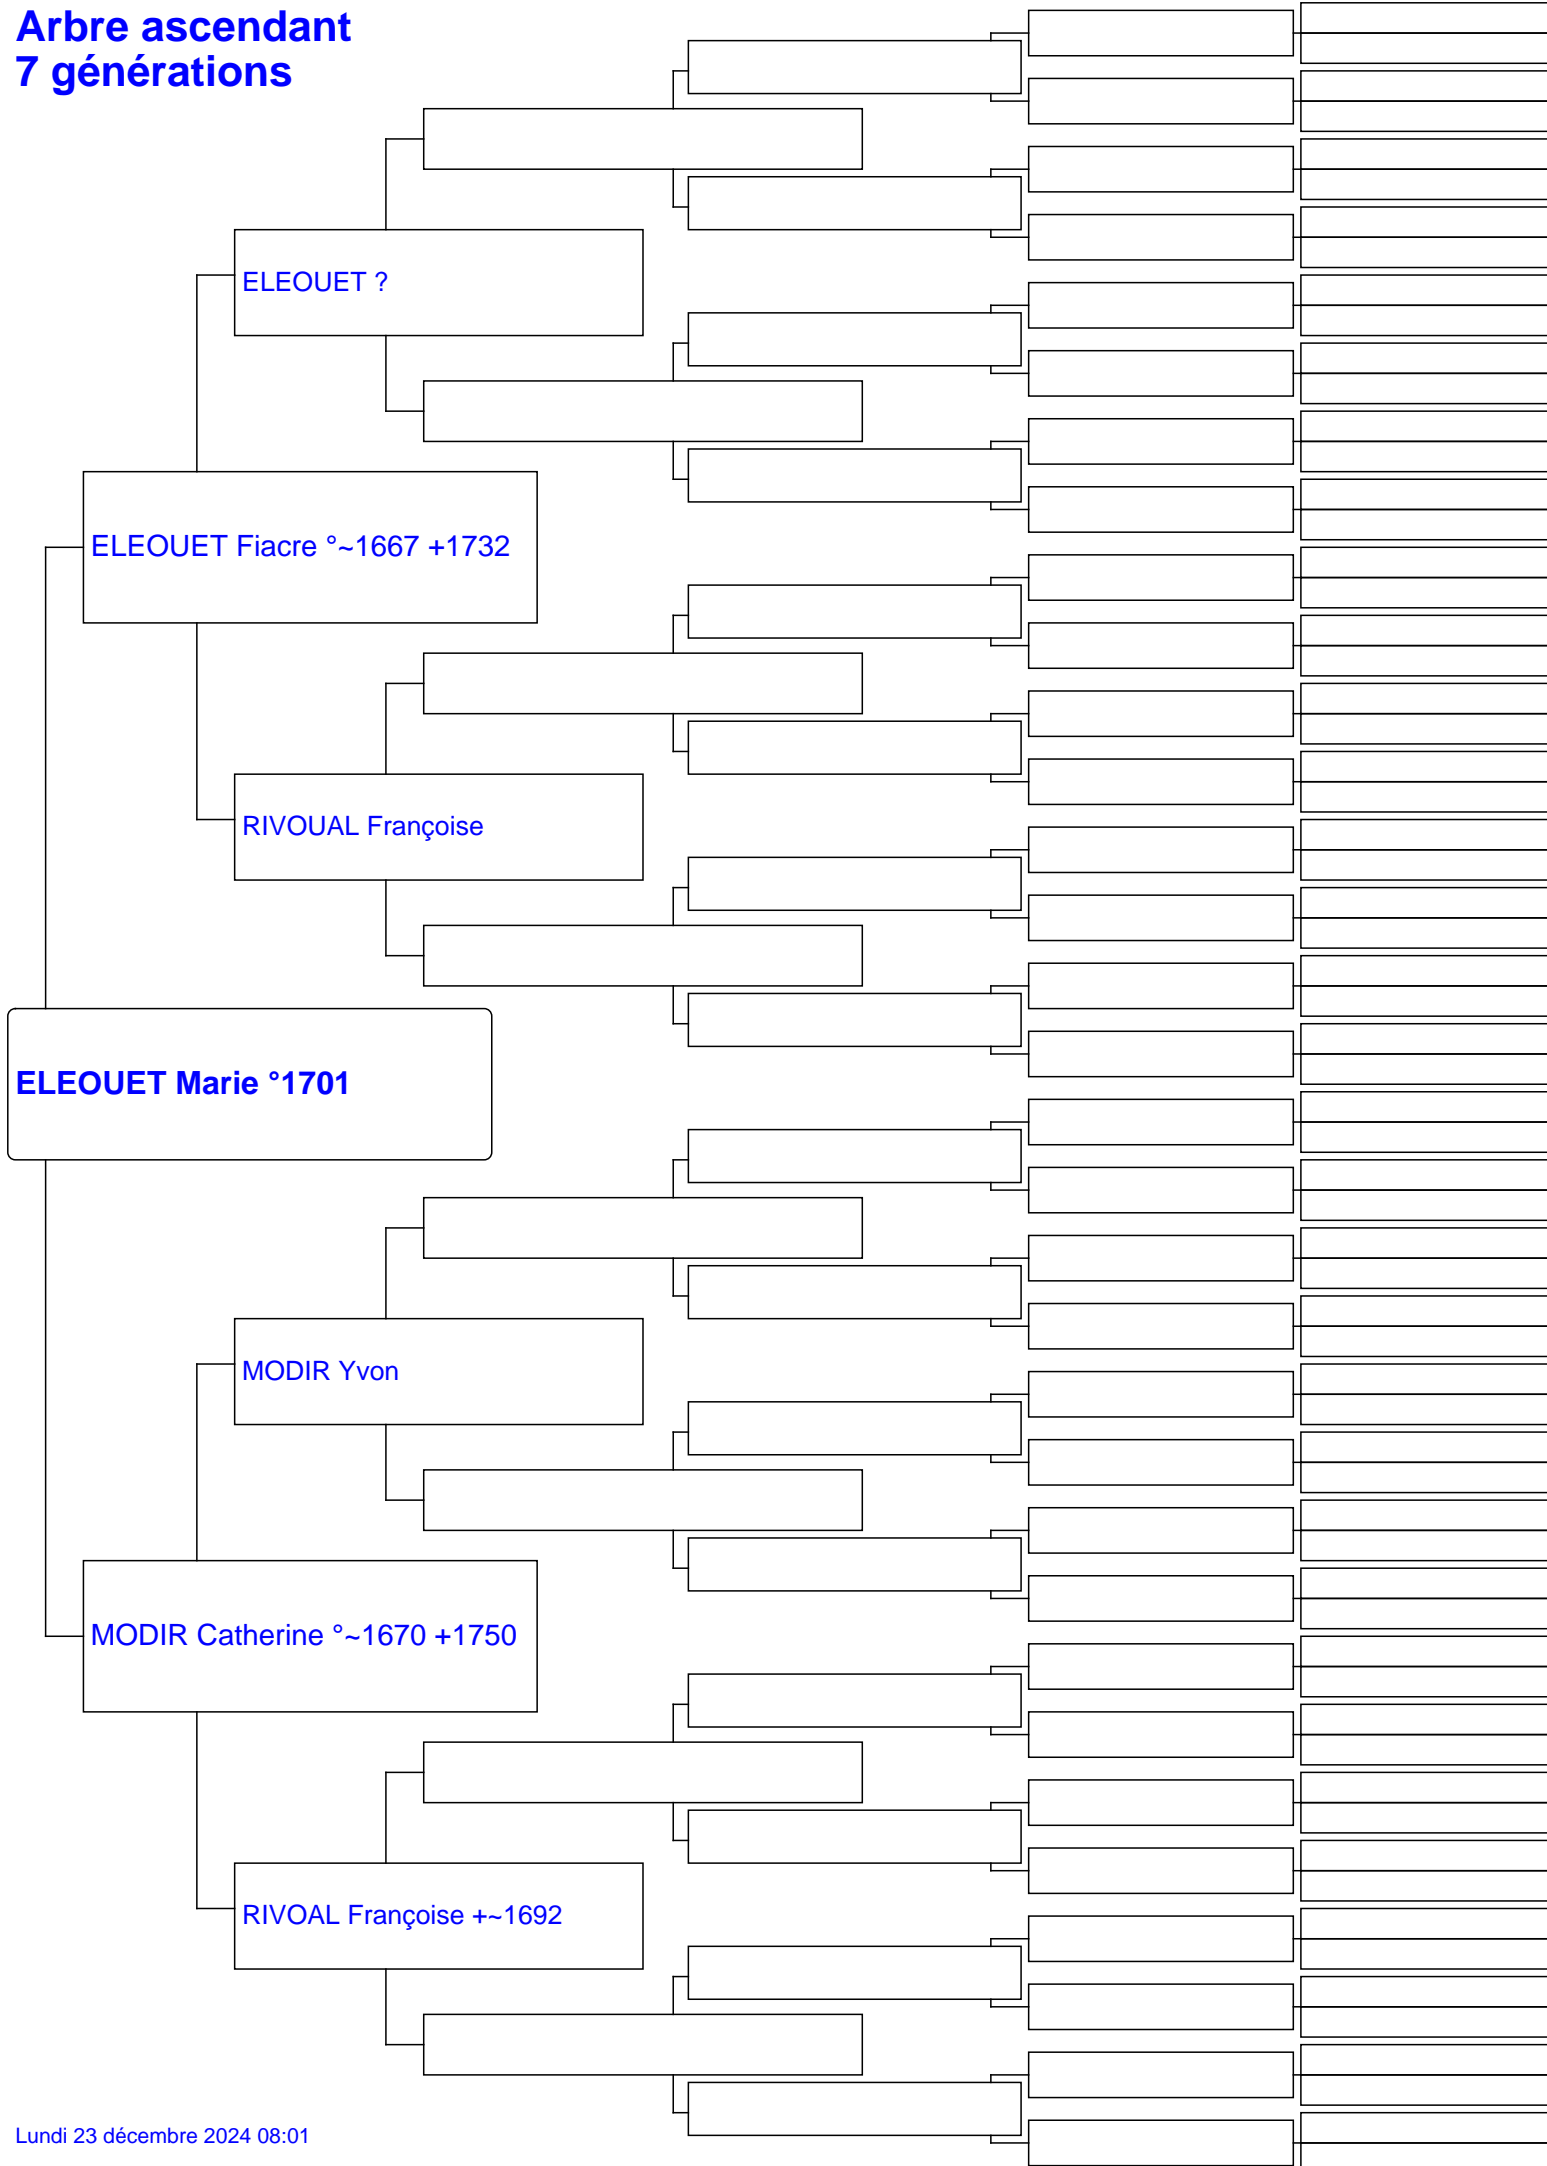 Arbre ascendant
7 générations
ELEOUET ?
ELEOUET Fiacre °~1667 +1732
RIVOUAL Françoise
ELEOUET Marie °1701
MODIR Yvon
MODIR Catherine °~1670 +1750
RIVOAL Françoise +~1692
Lundi 23 décembre 2024 08:01